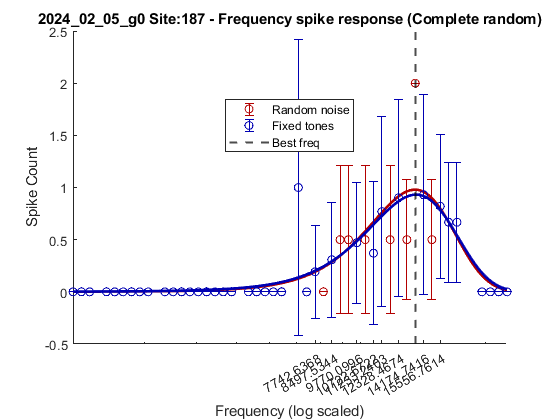 2024_02_05_g0 Site:187 - Frequency spike response (Complete random)
2.5
2
1.5
1
0.5
0
-0.5
Spike Count
Random noise
Fixed tones
Best freq
7742.6368
8497.5344
9770.0996
12328.4674
14174.7416
15556.7614
Frequency (log scaled)